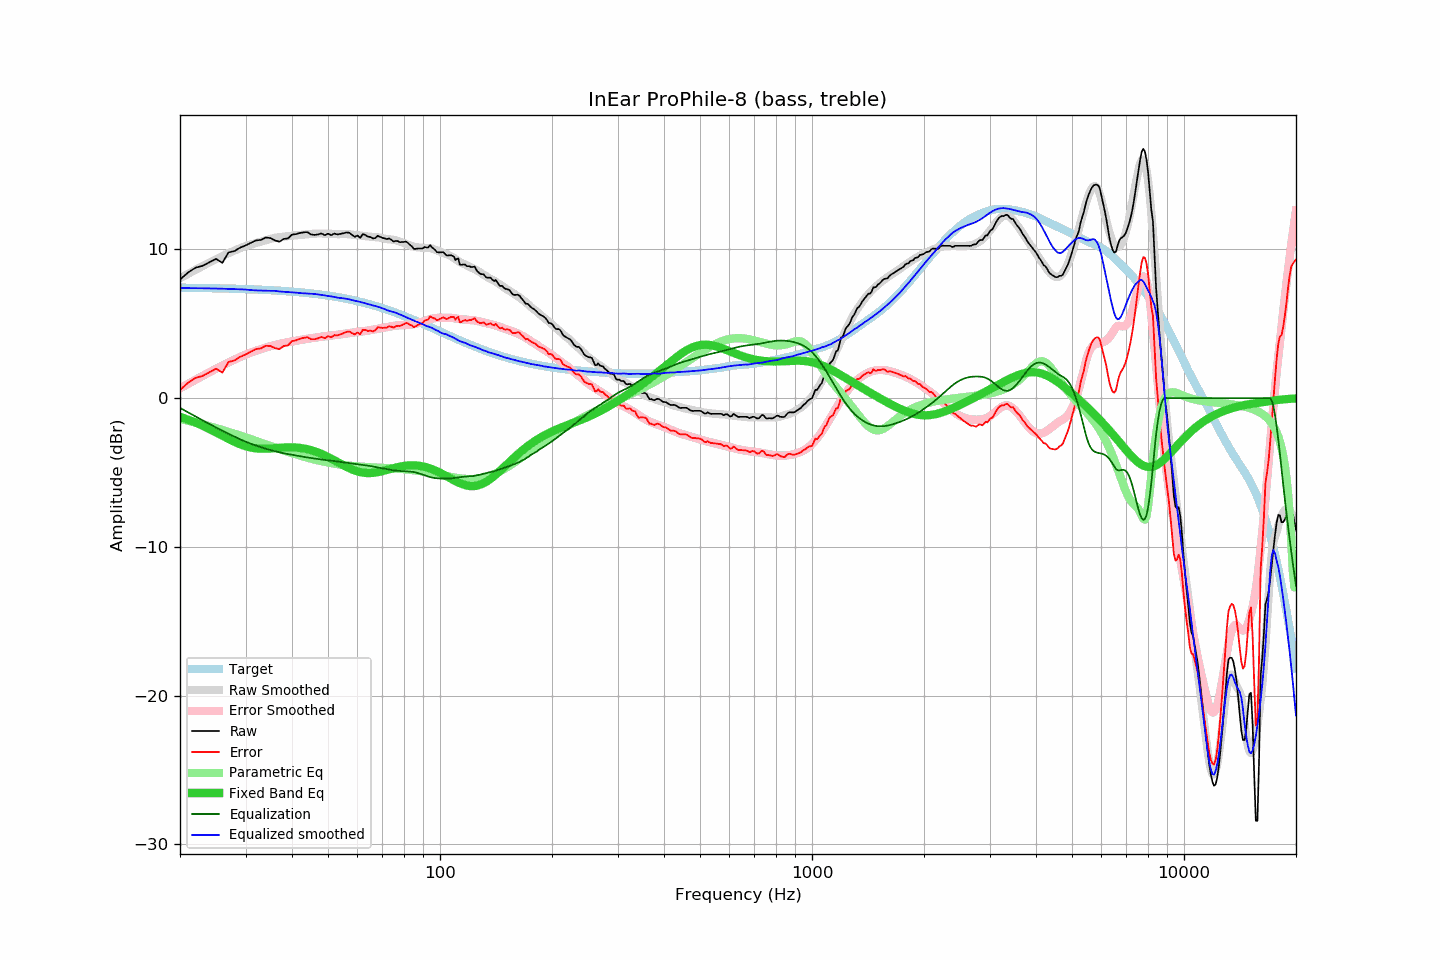 InEar ProPhile-8 (bass, treble)
Amplitude (dBr)
10
0
−10
−20
−30
Target
Raw Smoothed
Error Smoothed
Raw
Error
Parametric Eq
Fixed Band Eq
Equalization
Equalized smoothed
100
1000
10000
Frequency (Hz)